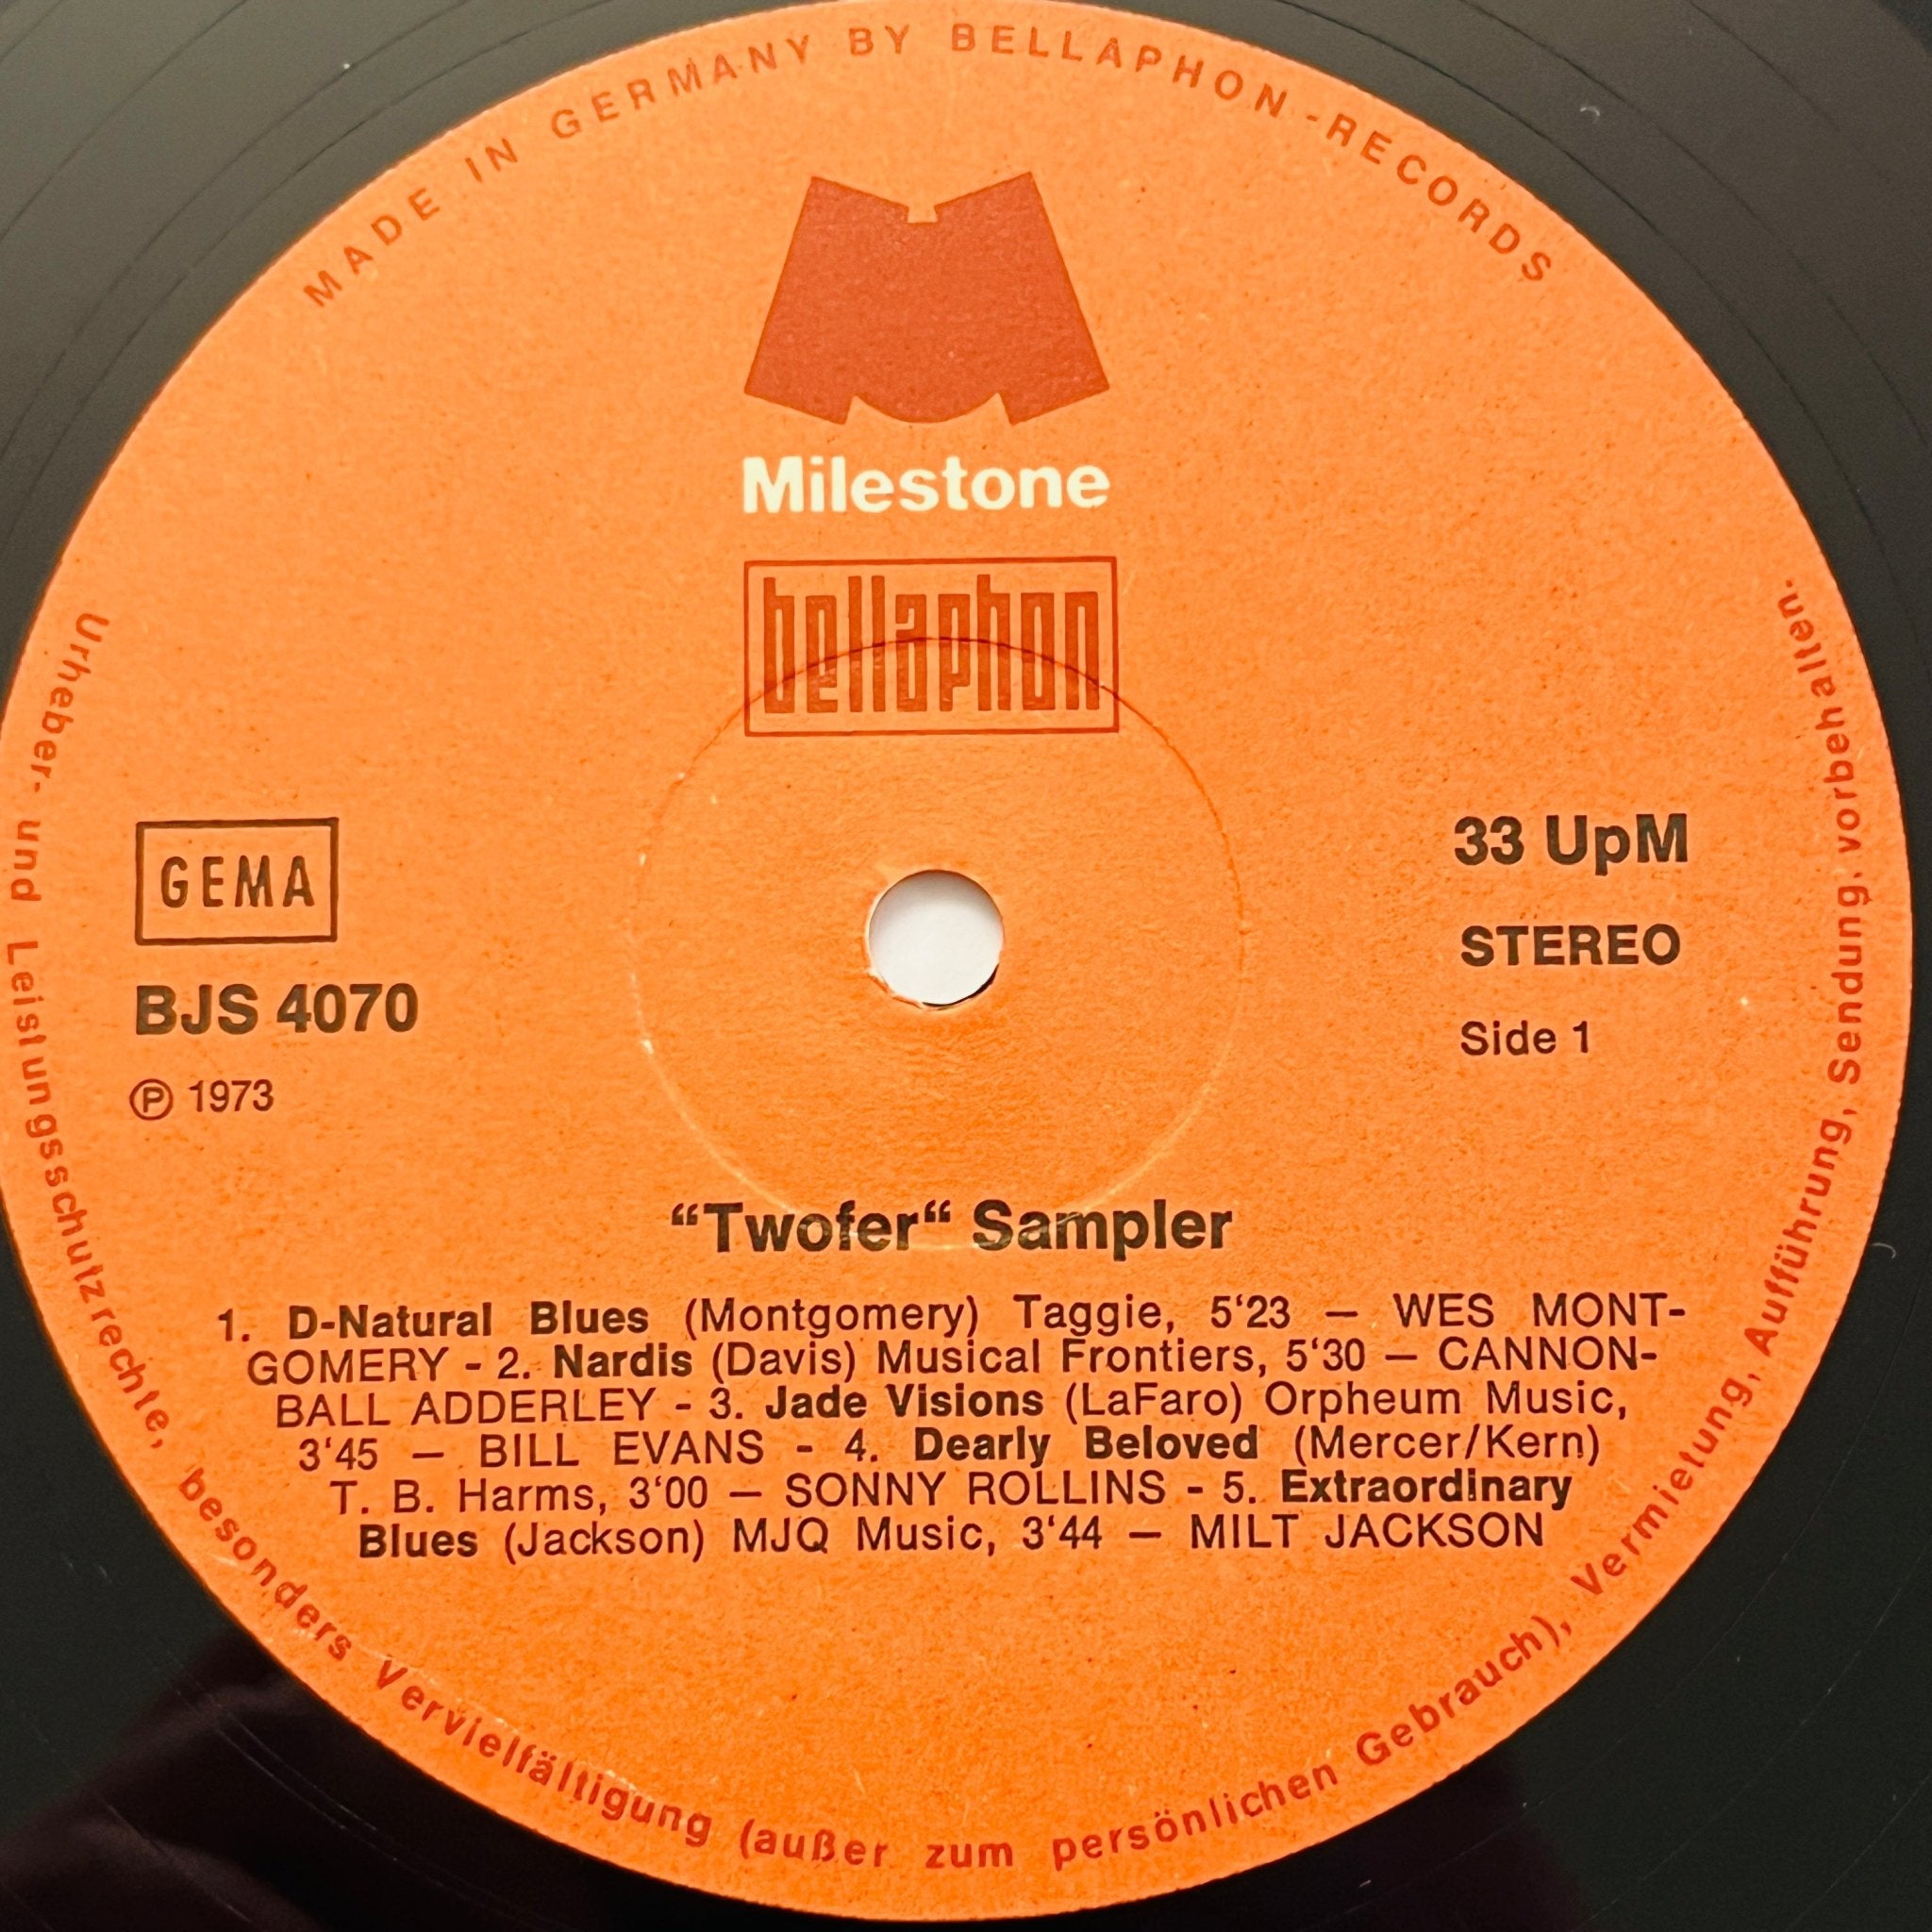 MADE IN GERMANY BY BELLAPHON-RECORDS
Milestone
bellaphon
GEMA
BJS 4070
Ⓟ 1973
33 UpM
STEREO
Side 1
“Twofer“ Sampler
1. D-Natural Blues (Montgomery) Taggie, 5‘23 — WES MONT-
GOMERY - 2. Nardis (Davis) Musical Frontiers, 5‘30 — CANNON-
BALL ADDERLEY - 3. Jade Visions (LaFaro) Orpheum Music,
3‘45 — BILL EVANS - 4. Dearly Beloved (Mercer/Kern)
T. B. Harms, 3‘00 — SONNY ROLLINS - 5. Extraordinary
Blues (Jackson) MJQ Music, 3‘44 — MILT JACKSON
Urheber- und Leistungsschutzrechte, besonders Vervielfältigung (außer zum persönlichen Gebrauch), Vermietung, Aufführung, Sendung, vorbehalten.